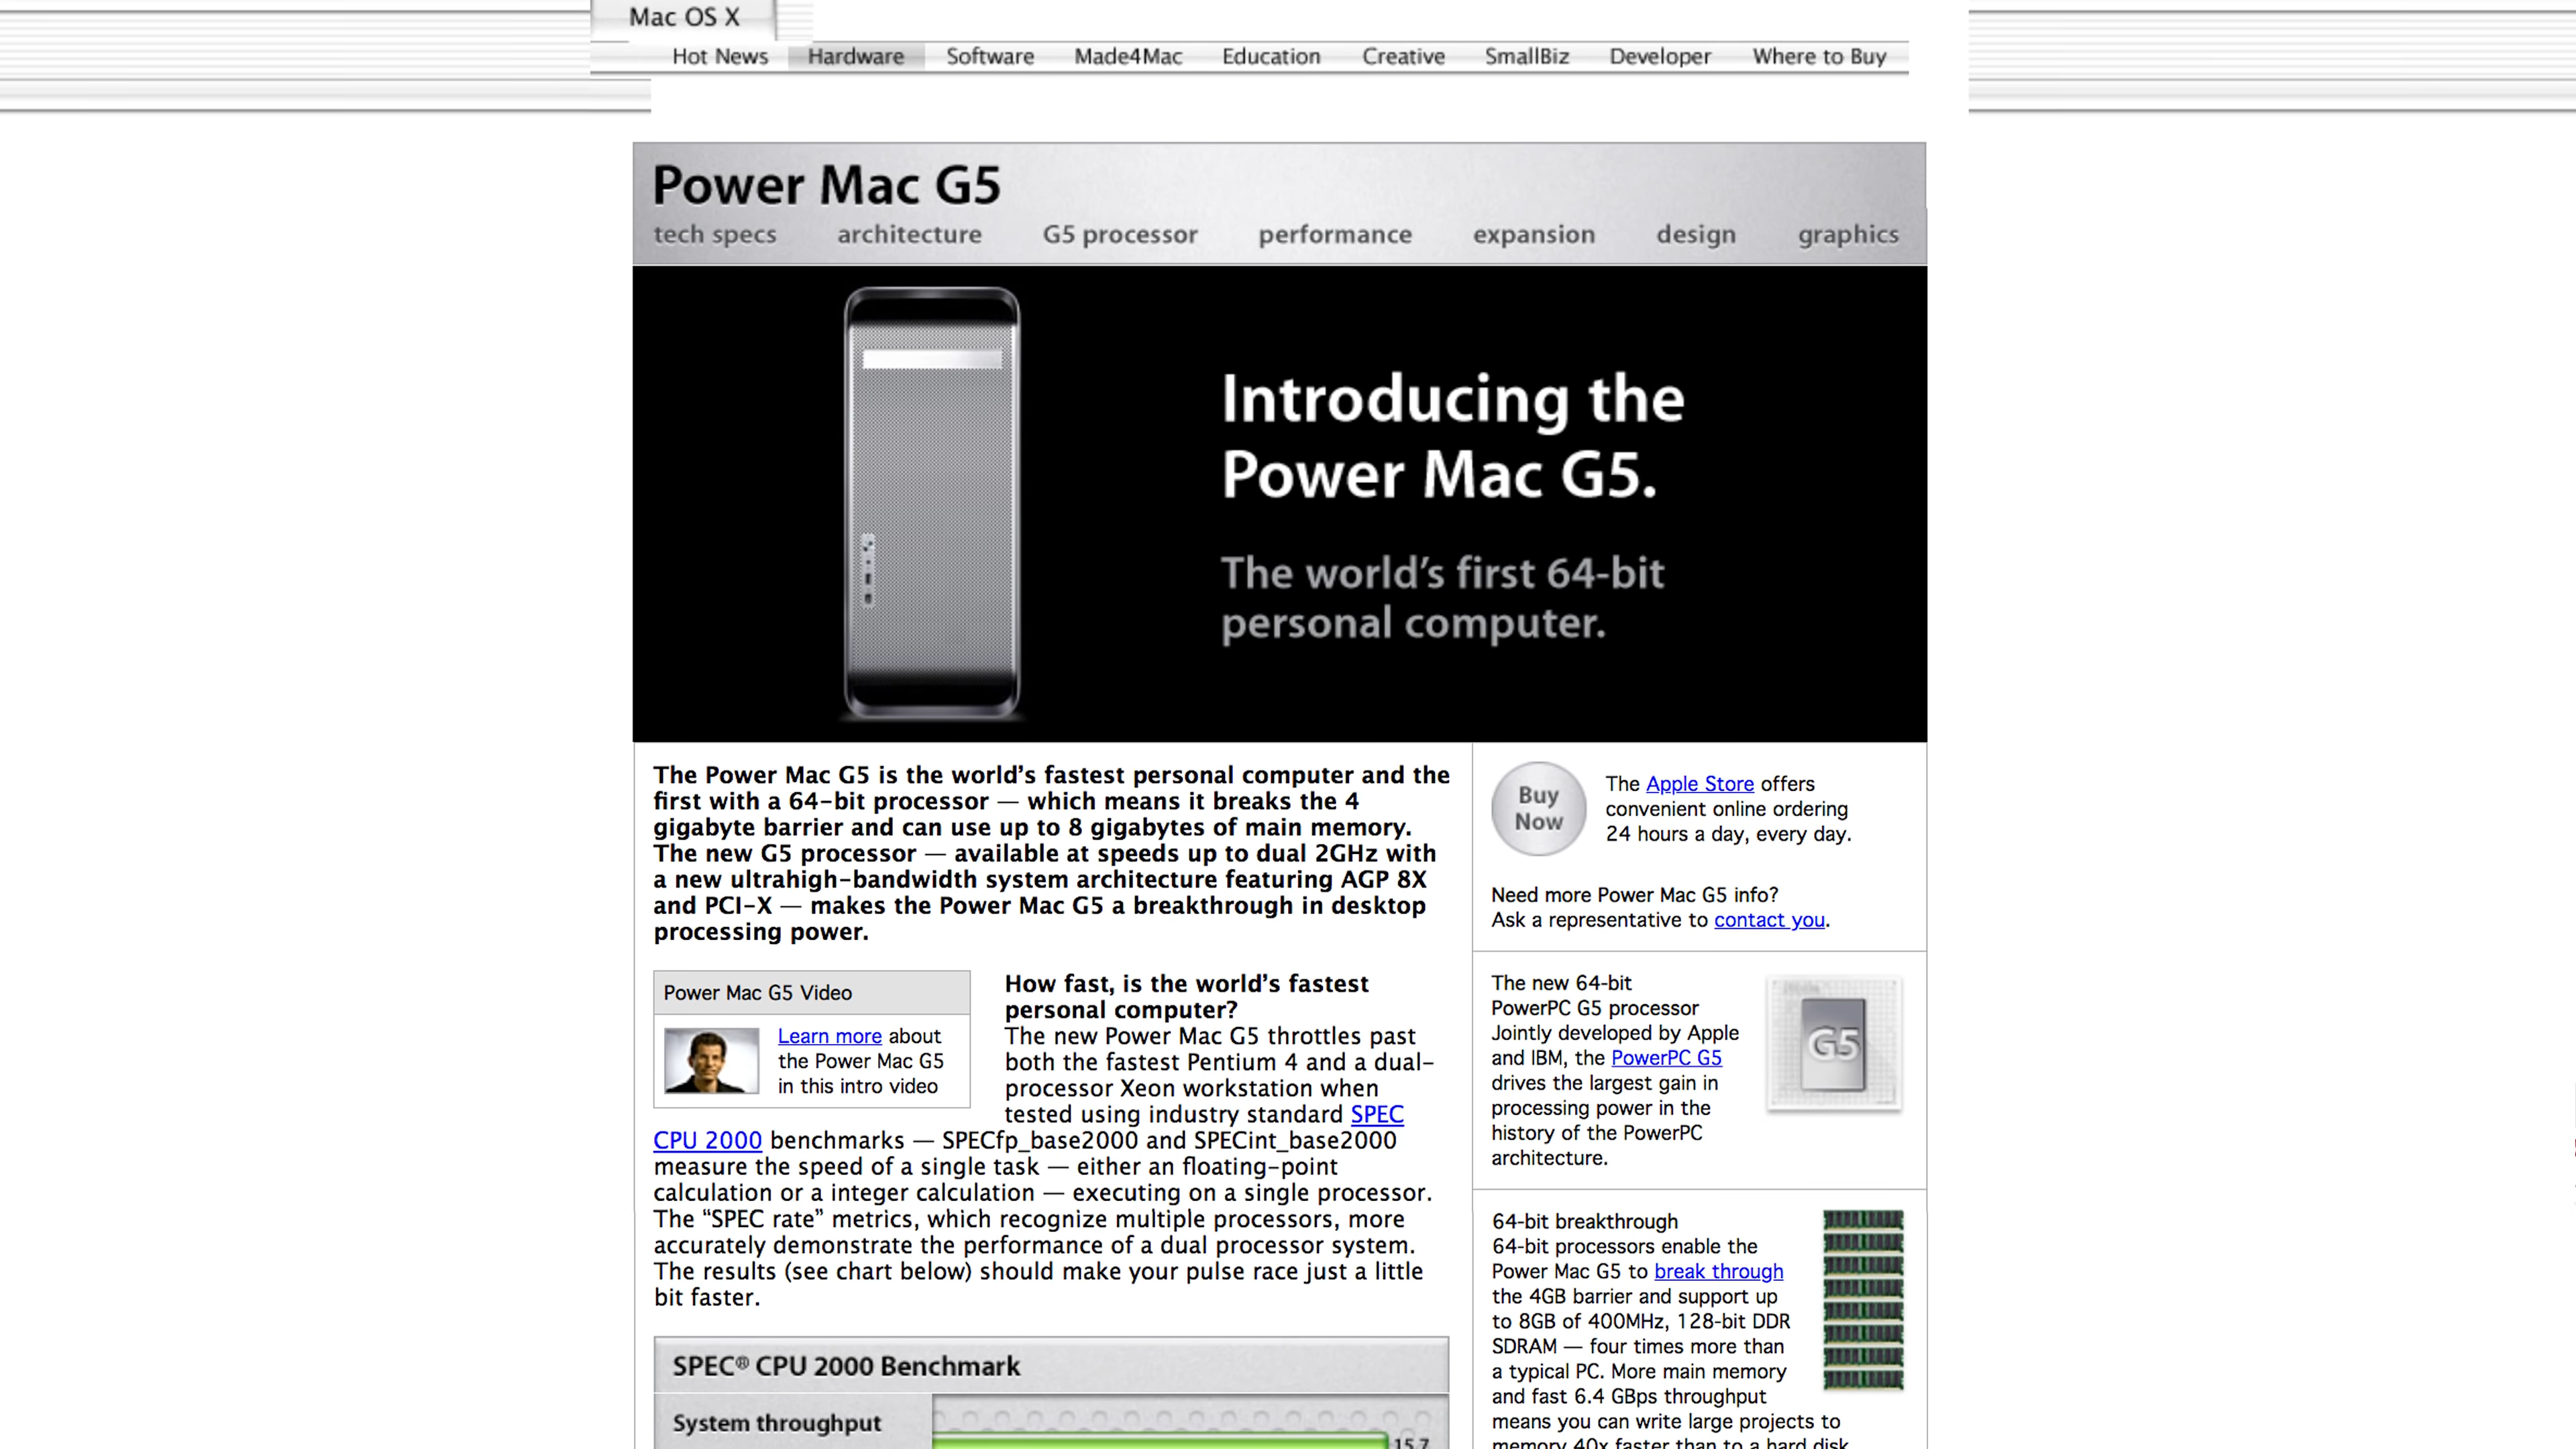 Mac OS X
Hot News Hardware Software Made4Mac Education Creative SmallBiz Developer Where to Buy
Power Mac G5
tech specs architecture G5 processor performance expansion design graphics
Introducing the
Power Mac G5.
The world's first 64-bit
personal computer.
The Power Mac G5 is the world's fastest personal computer and the
first with a 64-bit processor — which means it breaks the 4
gigabyte barrier and can use up to 8 gigabytes of main memory.
The new G5 processor — available at speeds up to dual 2GHz with
a new ultrahigh-bandwidth system architecture featuring AGP 8X
and PCI-X — makes the Power Mac G5 a breakthrough in desktop
processing power.
Power Mac G5 Video
Learn more about
the Power Mac G5
in this intro video
How fast, is the world's fastest
personal computer?
The new Power Mac G5 throttles past
both the fastest Pentium 4 and a dual-
processor Xeon workstation when
tested using industry standard SPEC
CPU 2000 benchmarks — SPECfp_base2000 and SPECint_base2000
measure the speed of a single task — either an floating-point
calculation or a integer calculation — executing on a single processor.
The “SPEC rate” metrics, which recognize multiple processors, more
accurately demonstrate the performance of a dual processor system.
The results (see chart below) should make your pulse race just a little
bit faster.
SPEC® CPU 2000 Benchmark
System throughput
15.7
Buy
Now
The Apple Store offers
convenient online ordering
24 hours a day, every day.
Need more Power Mac G5 info?
Ask a representative to contact you.
The new 64-bit
PowerPC G5 processor
Jointly developed by Apple
and IBM, the PowerPC G5
drives the largest gain in
processing power in the
history of the PowerPC
architecture.
G5
64-bit breakthrough
64-bit processors enable the
Power Mac G5 to break through
the 4GB barrier and support up
to 8GB of 400MHz, 128-bit DDR
SDRAM — four times more than
a typical PC. More main memory
and fast 6.4 GBps throughput
means you can write large projects to
memory 40x faster than to a hard disk